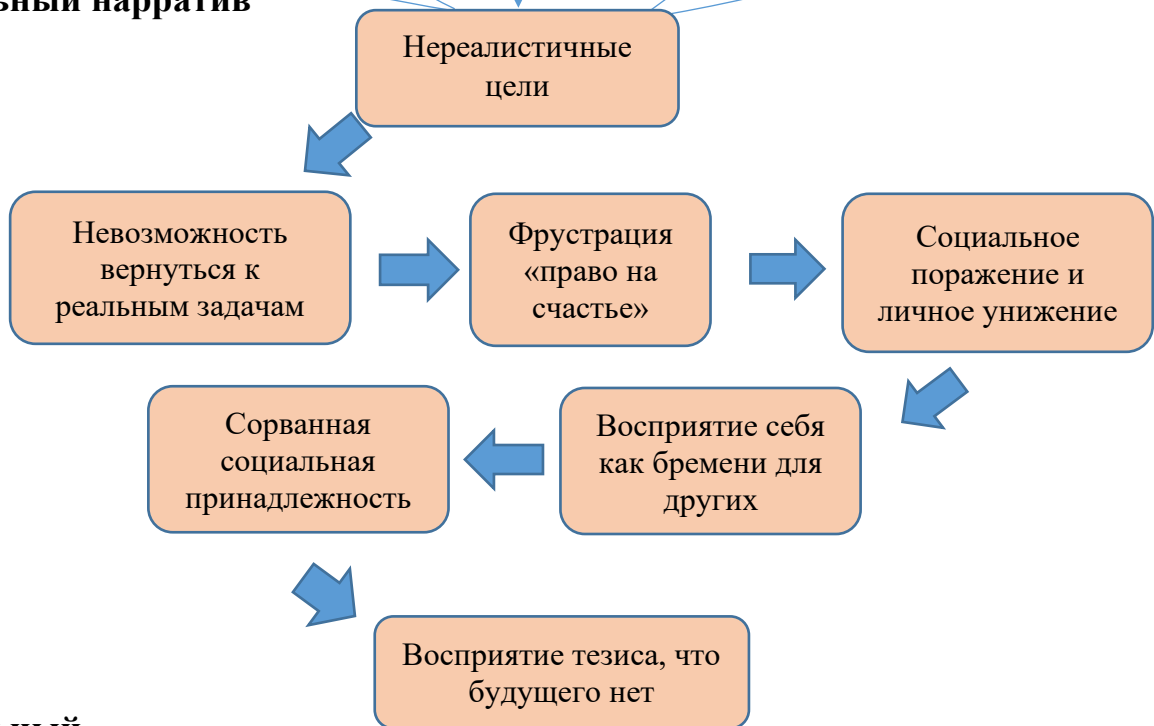 нарратив
Нереалистичные
цели
Невозможность
вернуться к
реальным задачам
Фрустрация
«право на
счастье»
Социальное
поражение и
личное унижение
Сорванная
социальная
принадлежность
Восприятие себя
как бремени для
других
Восприятие тезиса, что
будущего нет